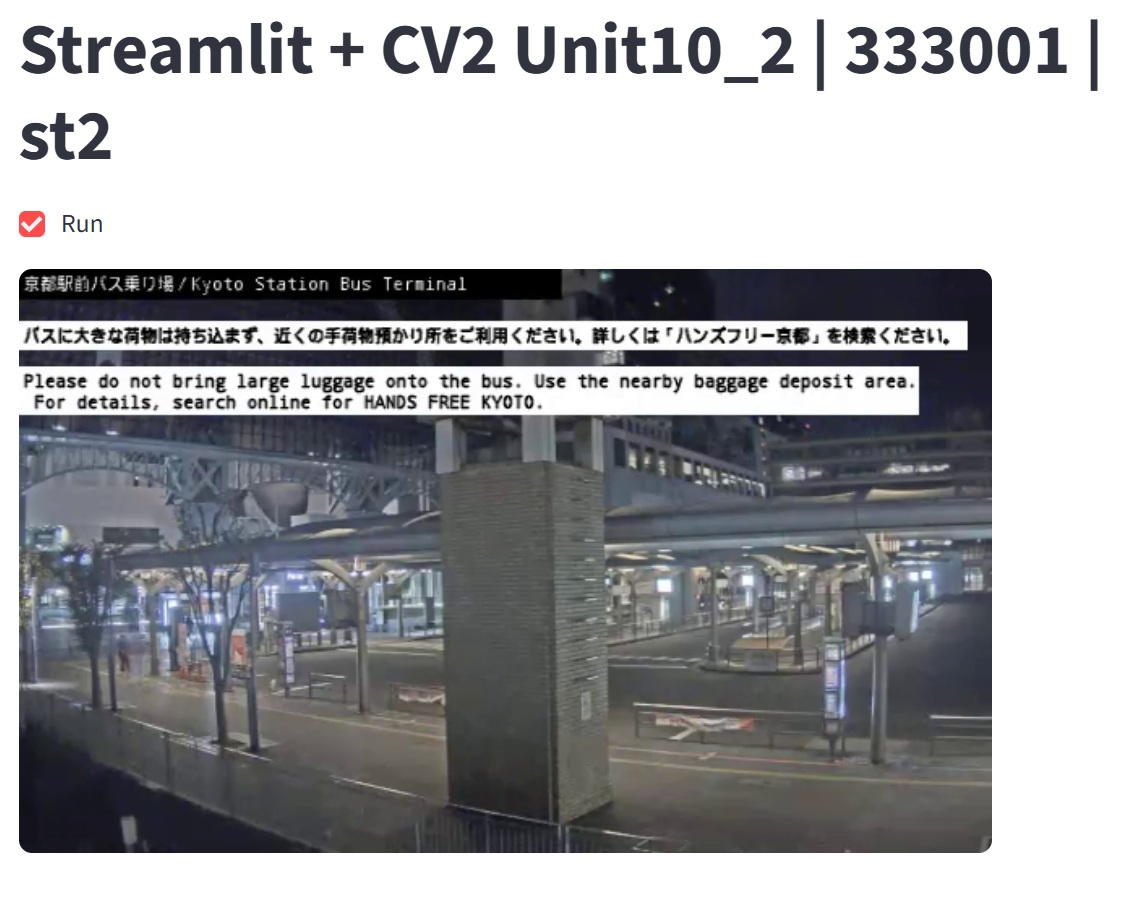 Streamlit + CV2 Unit10_2 | 333001 |
st2
Run
京都駅前バス乗り場/Kyoto Station Bus Terminal
バスに大きな荷物は持ち込まず、近くの手荷物預かり所をご利用ください。詳しくは「ハンズフリー京都」を検索ください。
Please do not bring large luggage onto the bus. Use the nearby baggage deposit area.
For details, search online for HANDS FREE KYOTO.